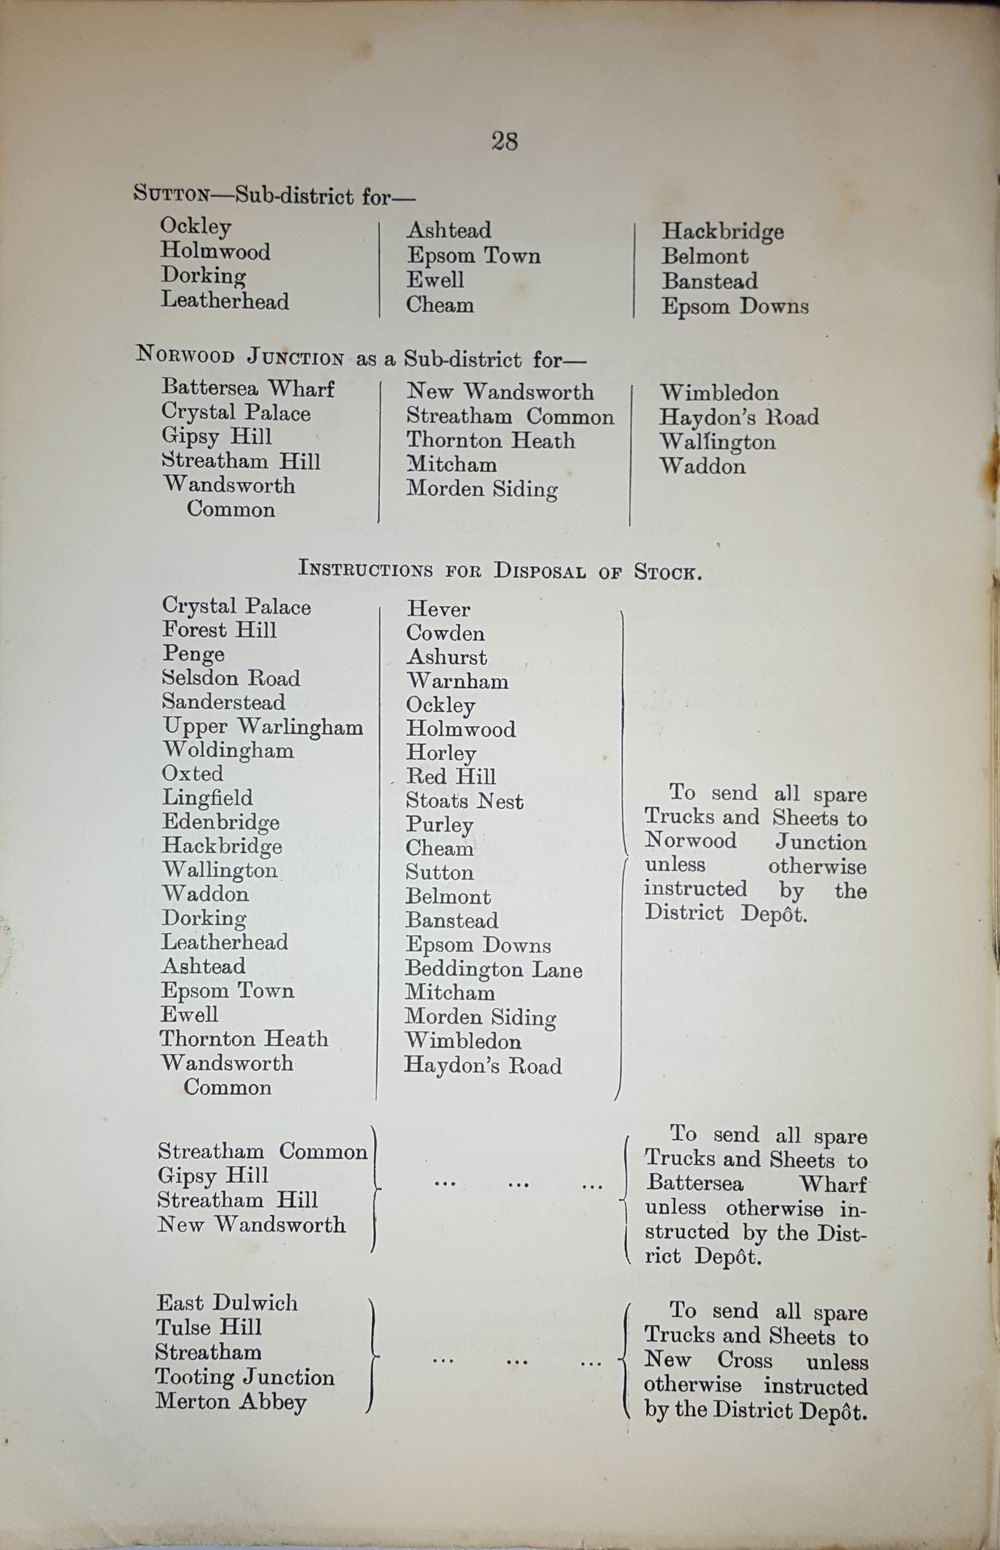 28
SUTTON—Sub-district for—
Ockley
Holmwood
Dorking
Leatherhead
Ashtead
Epsom Town
Ewell
Cheam
Hackbridge
Belmont
Banstead
Epsom Downs
NORWOOD JUNCTION as a Sub-district for—
Battersea Wharf
Crystal Palace
Gipsy Hill
Streatham Hill
Wandsworth
Common
New Wandsworth
Streatham Common
Thornton Heath
Mitcham
Morden Siding
Wimbledon
Haydon's Road
Wallington
Waddon
INSTRUCTIONS FOR DISPOSAL OF STOCK.
Crystal Palace
Forest Hill
Penge
Selsdon Road
Sanderstead
Upper Warlingham
Woldingham
Oxted
Lingfield
Edenbridge
Hackbridge
Wallington
Waddon
Dorking
Leatherhead
Ashtead
Epsom Town
Ewell
Thornton Heath
Wandsworth
Common
Hever
Cowden
Ashurst
Warnham
Ockley
Holmwood
Horley
Red Hill
Stoats Nest
Purley
Cheam
Sutton
Belmont
Banstead
Epsom Downs
Beddington Lane
Mitcham
Morden Siding
Wimbledon
Haydon's Road
To send all spare
Trucks and Sheets to
Norwood Junction
unless otherwise
instructed by the
District Depôt.
Streatham Common
Gipsy Hill
Streatham Hill
New Wandsworth
... ... ...
To send all spare
Trucks and Sheets to
Battersea Wharf
unless otherwise in-
structed by the Dist-
rict Depôt.
East Dulwich
Tulse Hill
Streatham
Tooting Junction
Merton Abbey
... ... ...
To send all spare
Trucks and Sheets to
New Cross unless
otherwise instructed
by the District Depôt.